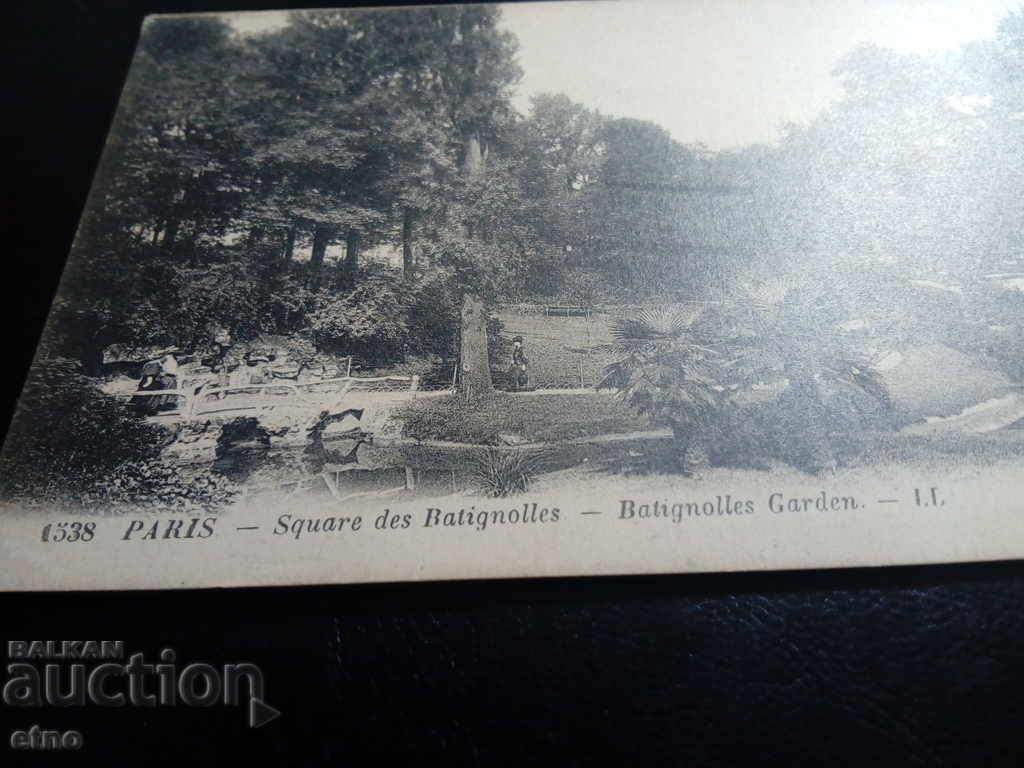 1538 PARIS — Square des Batignolles — Batignolles Garden. — LL
BALKAN
auction
etno